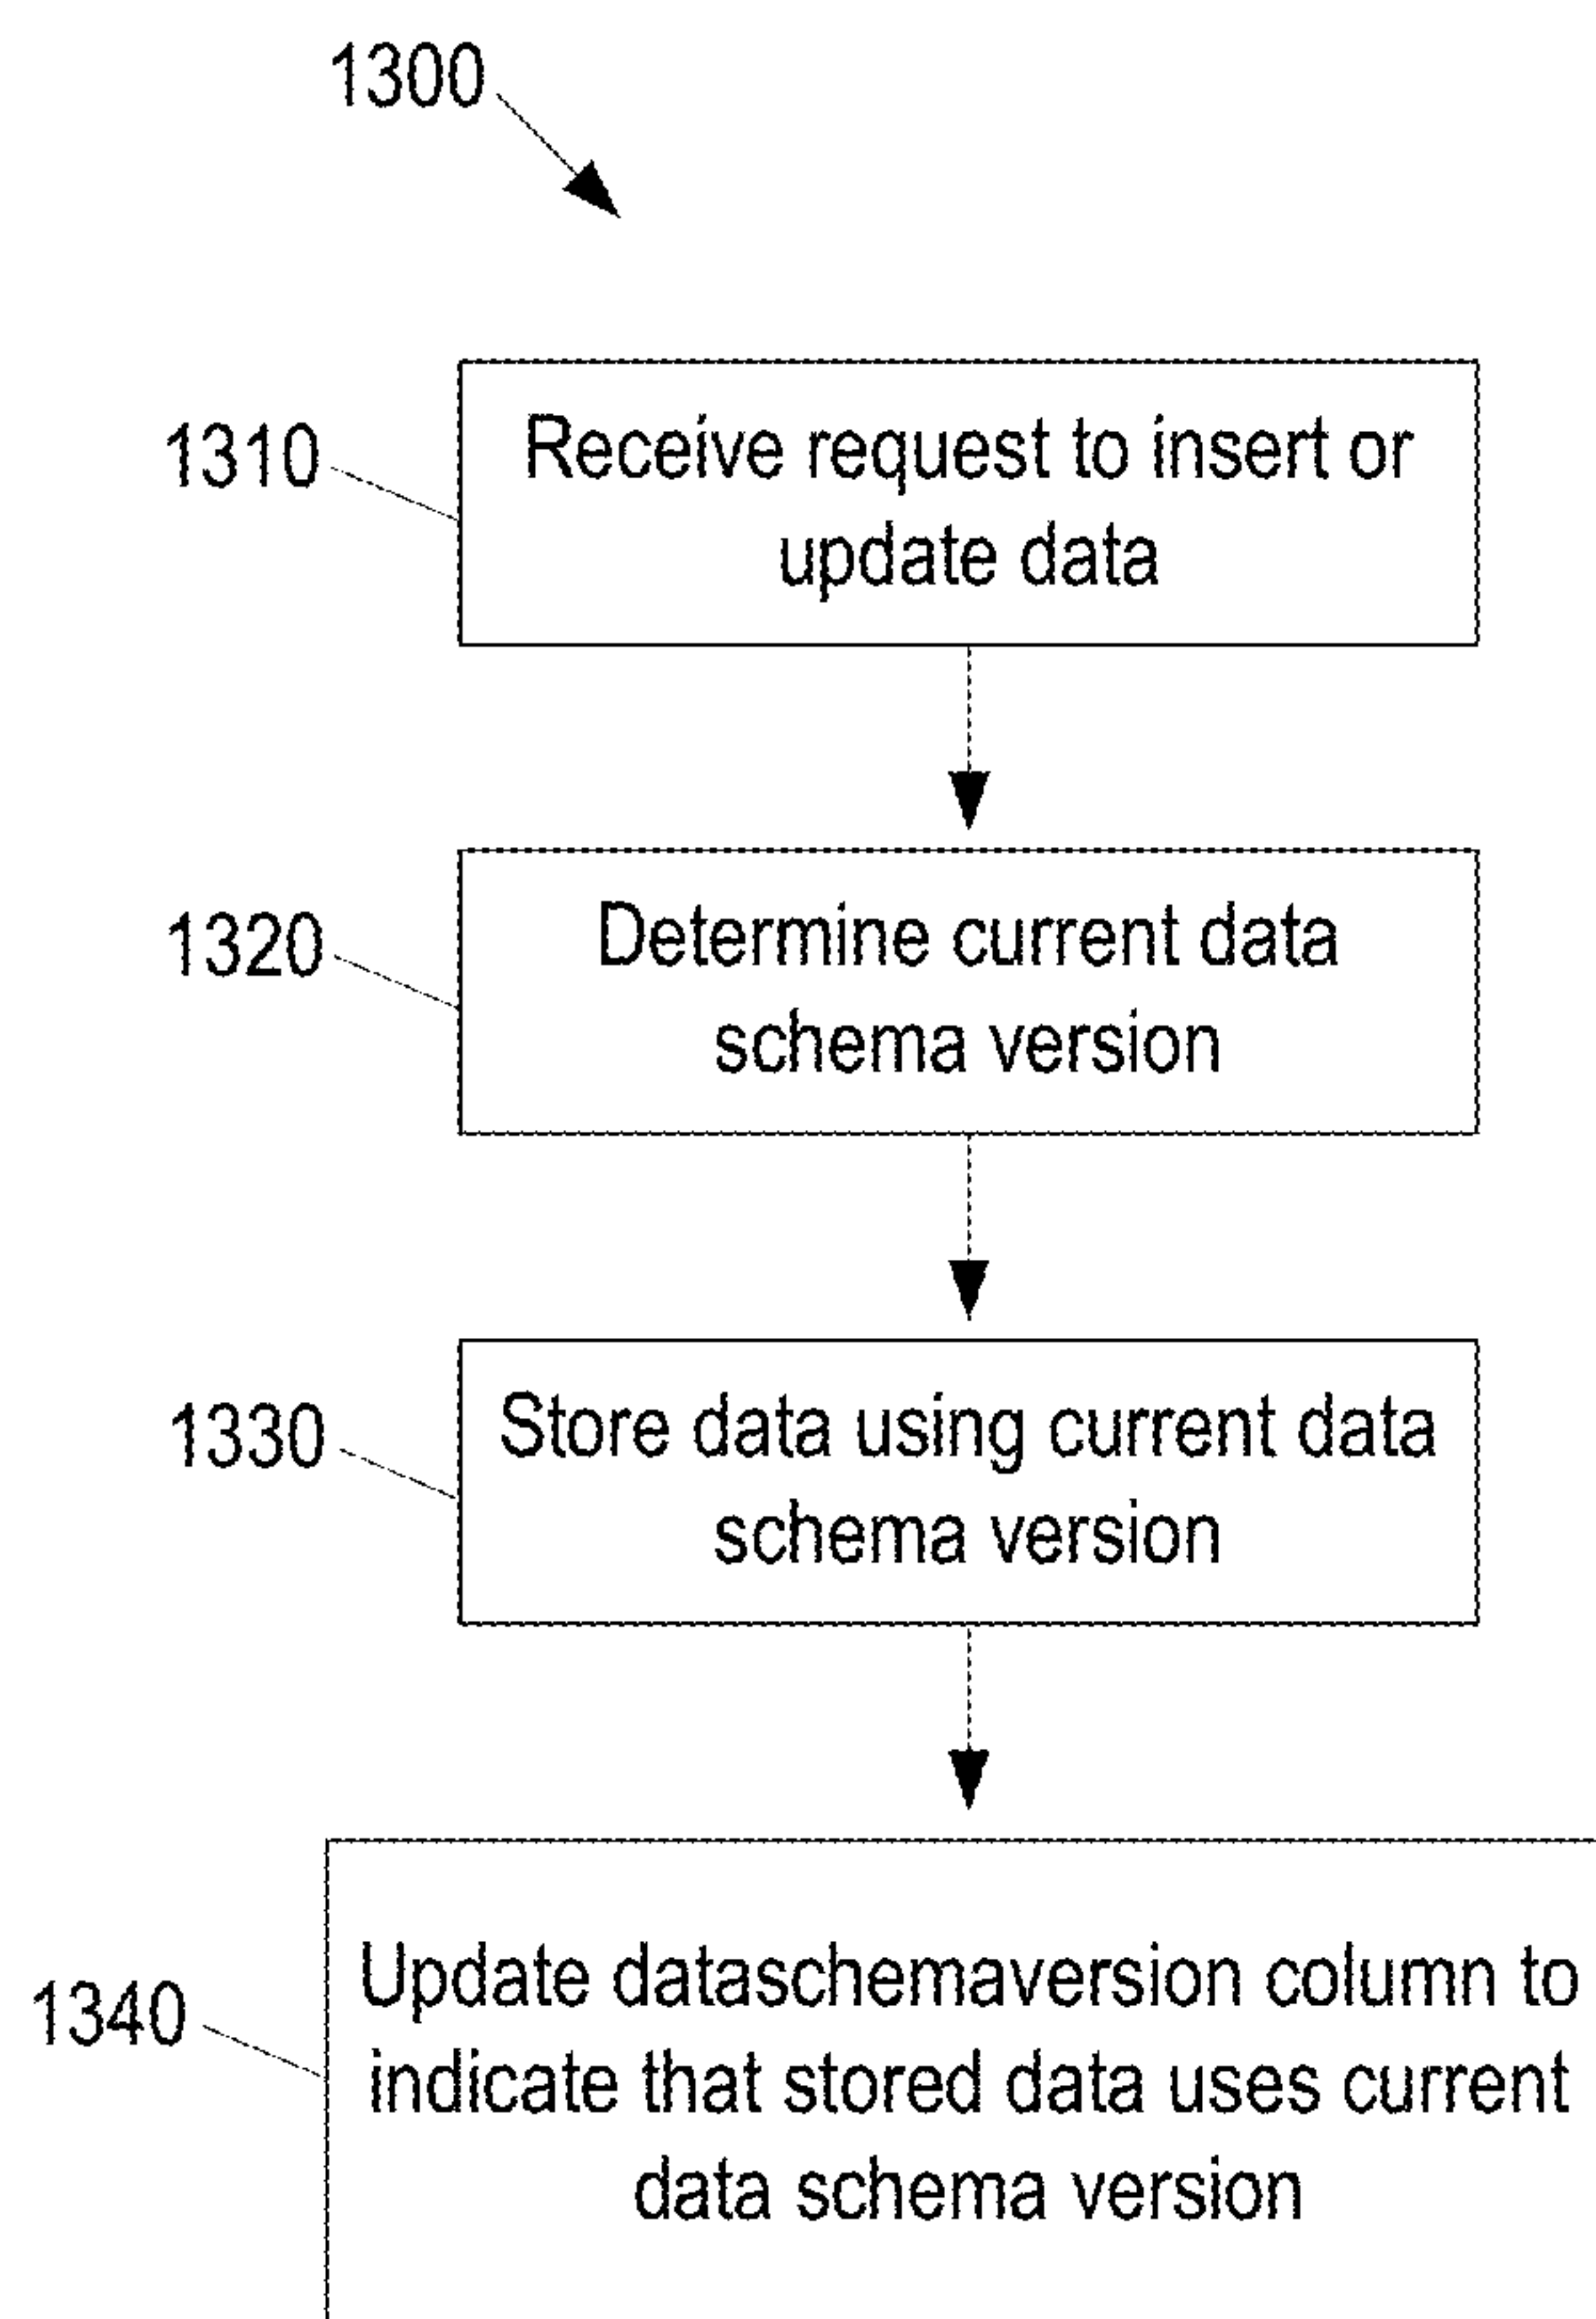 1300
1310
Receive request to insert or
update data
1320
Determine current data
schema version
1330
Store data using current data
schema version
1340
Update dataschemaversion column to
indicate that stored data uses current
data schema version